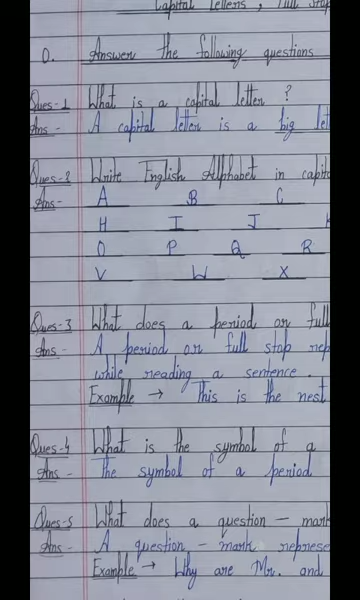 Capital letters, Full stop
Q. Answer the following questions
Ques-1 What is a capital letter ?
Ans - A capital letter is a big
Ques-2 Write English Alphabet in
Ans - A B C
H I J
O P Q R
V W X
Ques-3 What does a period or full
Ans - A period or full stop
while reading a sentence.
Example → This is the nest
Ques-4 What is the symbol of a
Ans - The symbol of a period
Ques-5 What does a question - mark
Ans - A question - mark
Example → Why are Mr. and